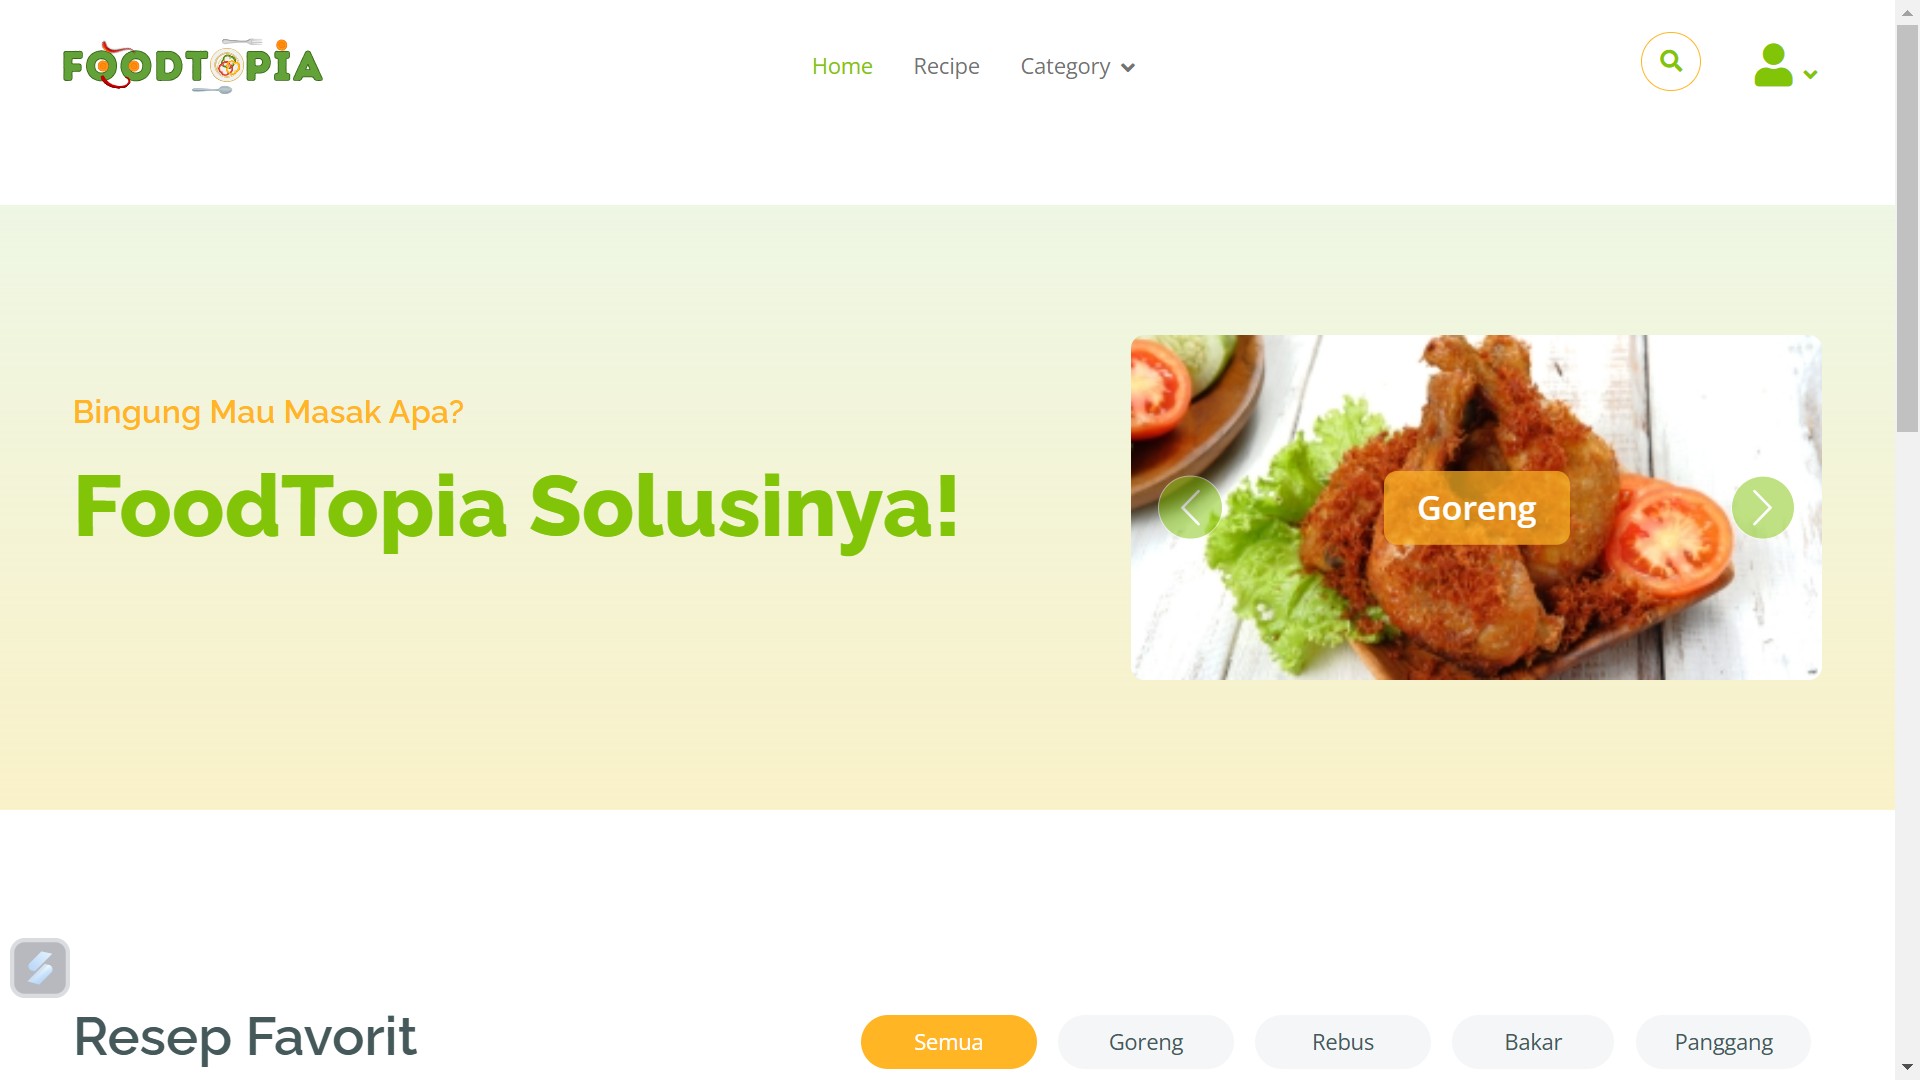 FOODTOPIA
Home
Recipe
Category
Bingung Mau Masak Apa?
FoodTopia Solusinya!
Goreng
Resep Favorit
Semua
Goreng
Rebus
Bakar
Panggang